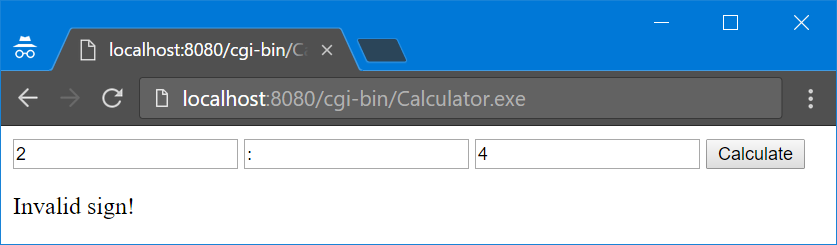 localhost:8080/cgi-bin/C
localhost:8080/cgi-bin/Calculator.exe
2 : 4 Calculate
Invalid sign!